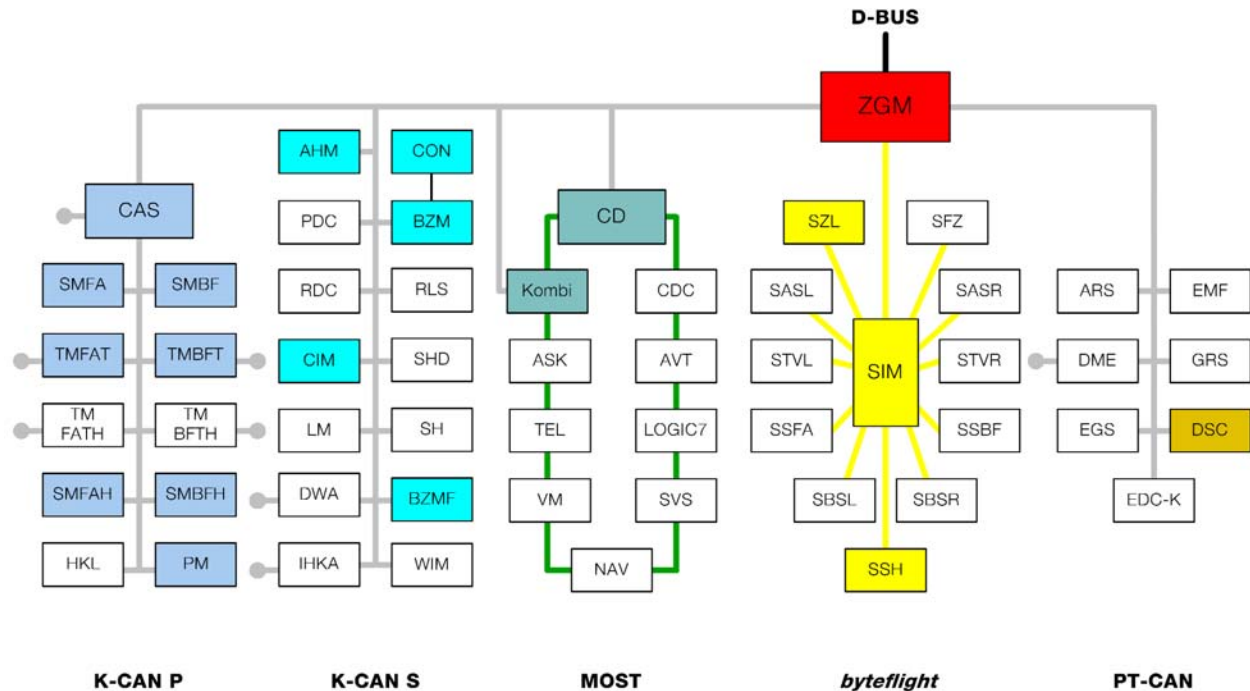 D-BUS
ZGM
AHM
CON
CAS
PDC
BZM
CD
SZL
SFZ
SMFA
SMBF
RDC
RLS
Kombi
CDC
SASL
SASR
ARS
EMF
TMFAT
TMBFT
CIM
SHD
ASK
AVT
STVL
SIM
STVR
DME
GRS
TM
FATH
TM
BFTH
LM
SH
TEL
LOGIC7
SSFA
SSBF
EGS
DSC
SMFAH
SMBFH
DWA
BZMF
VM
SVS
SBSL
SBSR
EDC-K
HKL
PM
IHKA
WIM
NAV
SSH
K-CAN P
K-CAN S
MOST
byteflight
PT-CAN